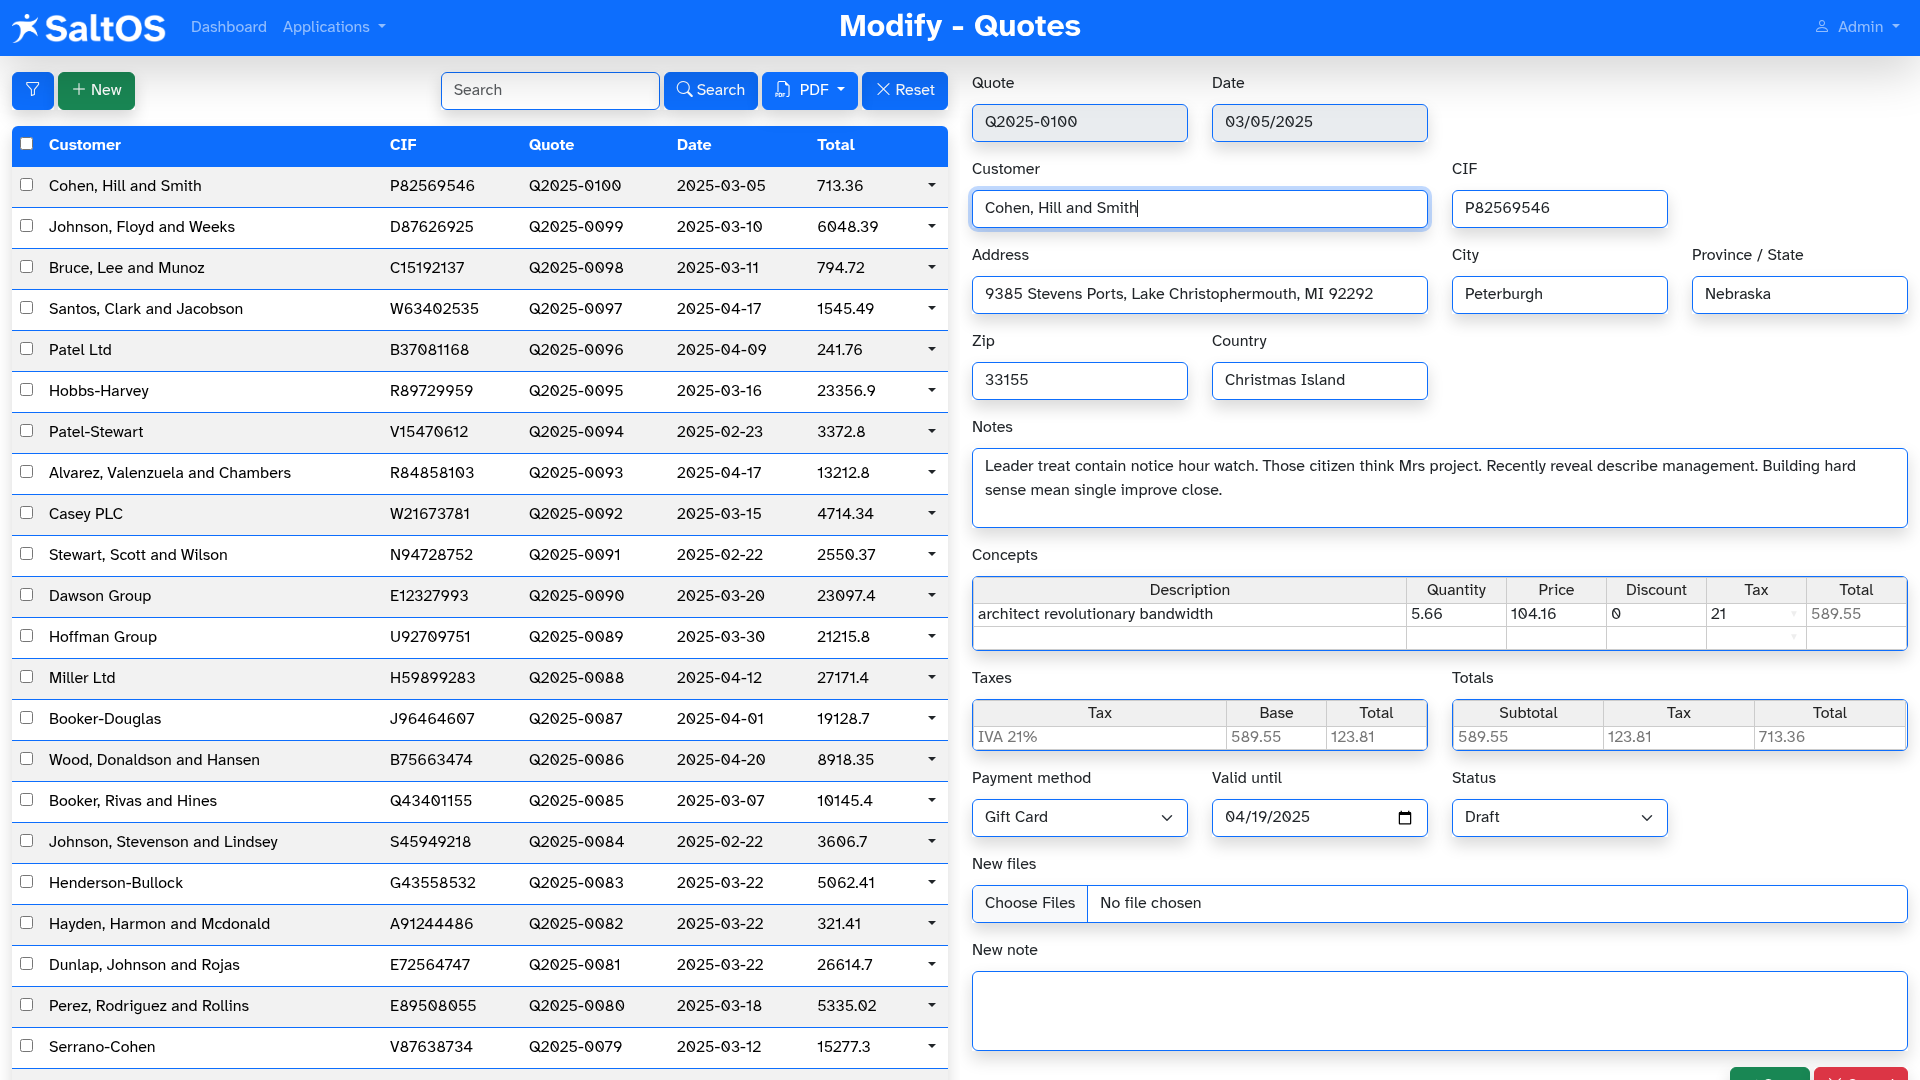 SaltOS Dashboard Applications Modify - Quotes Admin
New Search Search PDF Reset
Customer CIF Quote Date Total
Cohen, Hill and Smith P82569546 Q2025-0100 2025-03-05 713.36
Johnson, Floyd and Weeks D87626925 Q2025-0099 2025-03-10 6048.39
Bruce, Lee and Munoz C15192137 Q2025-0098 2025-03-11 794.72
Santos, Clark and Jacobson W63402535 Q2025-0097 2025-04-17 1545.49
Patel Ltd B37081168 Q2025-0096 2025-04-09 241.76
Hobbs-Harvey R89729959 Q2025-0095 2025-03-16 23356.9
Patel-Stewart V15470612 Q2025-0094 2025-02-23 3372.8
Alvarez, Valenzuela and Chambers R84858103 Q2025-0093 2025-04-17 13212.8
Casey PLC W21673781 Q2025-0092 2025-03-15 4714.34
Stewart, Scott and Wilson N94728752 Q2025-0091 2025-02-22 2550.37
Dawson Group E12327993 Q2025-0090 2025-03-20 23097.4
Hoffman Group U92709751 Q2025-0089 2025-03-30 21215.8
Miller Ltd H59899283 Q2025-0088 2025-04-12 27171.4
Booker-Douglas J96464607 Q2025-0087 2025-04-01 19128.7
Wood, Donaldson and Hansen B75663474 Q2025-0086 2025-04-20 8918.35
Booker, Rivas and Hines Q43401155 Q2025-0085 2025-03-07 10145.4
Johnson, Stevenson and Lindsey S45949218 Q2025-0084 2025-02-22 3606.7
Henderson-Bullock G43558532 Q2025-0083 2025-03-22 5062.41
Hayden, Harmon and Mcdonald A91244486 Q2025-0082 2025-03-22 321.41
Dunlap, Johnson and Rojas E72564747 Q2025-0081 2025-03-22 26614.7
Perez, Rodriguez and Rollins E89508055 Q2025-0080 2025-03-18 5335.02
Serrano-Cohen V87638734 Q2025-0079 2025-03-12 15277.3
Quote Date
Q2025-0100 03/05/2025
Customer CIF
Cohen, Hill and Smith P82569546
Address City Province / State
9385 Stevens Ports, Lake Christophermouth, MI 92292 Peterburgh Nebraska
Zip Country
33155 Christmas Island
Notes
Leader treat contain notice hour watch. Those citizen think Mrs project. Recently reveal describe management. Building hard
sense mean single improve close.
Concepts
Description Quantity Price Discount Tax Total
architect revolutionary bandwidth 5.66 104.16 0 21 589.55
Taxes Totals
Tax Base Total Subtotal Tax Total
IVA 21% 589.55 123.81 589.55 123.81 713.36
Payment method Valid until Status
Gift Card 04/19/2025 Draft
New files
Choose Files No file chosen
New note